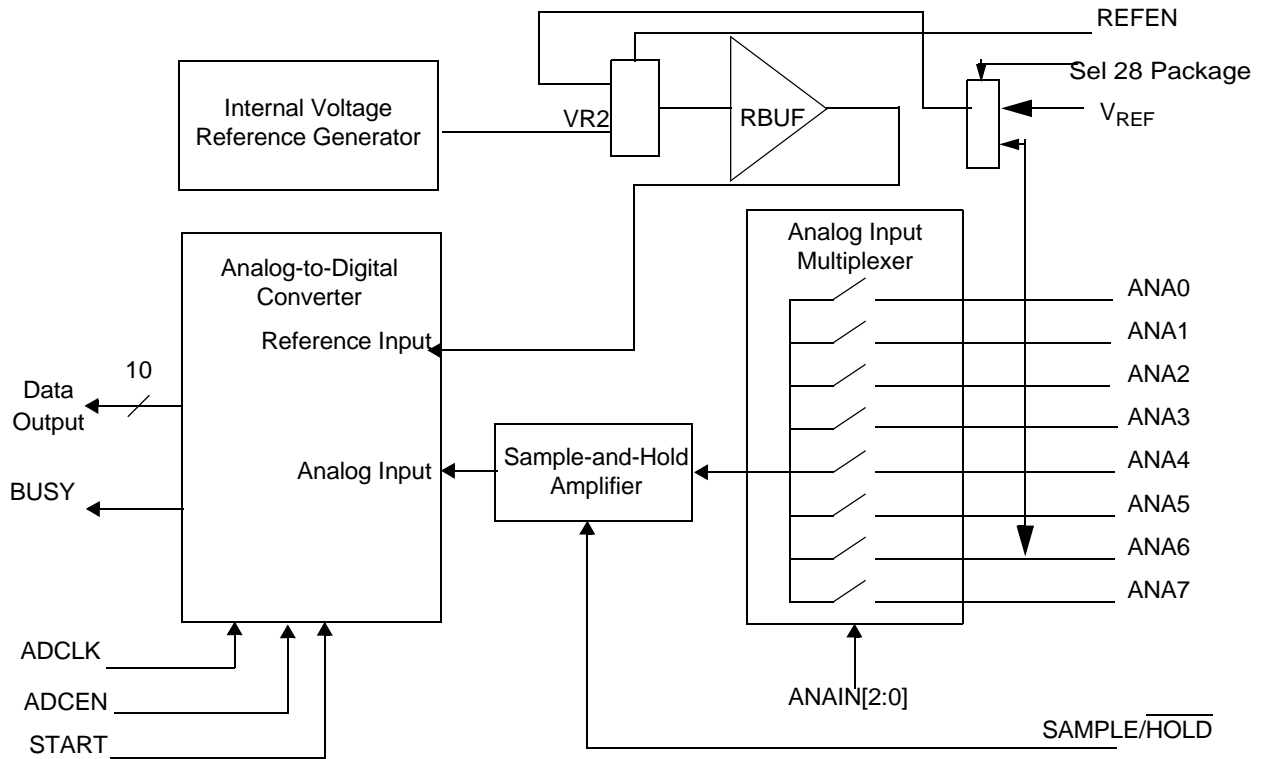 REFEN
Sel 28 Package
VREF
Internal Voltage
Reference Generator
VR2
RBUF
Analog Input
Multiplexer
Analog-to-Digital
Converter
Reference Input
Analog Input
10
Data
Output
BUSY
Sample-and-Hold
Amplifier
ANA0
ANA1
ANA2
ANA3
ANA4
ANA5
ANA6
ANA7
ADCLK
ADCEN
START
ANAIN[2:0]
SAMPLE/HOLD